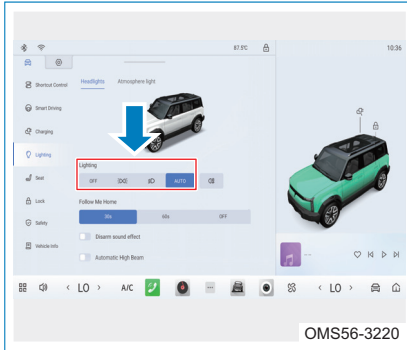 87.5℃
10:36
Shortcut Control
Headlights Atmosphere light
Smart Driving
Charging
Lighting
Lighting
OFF AUTO
Seat
Lock
Follow Me Home
30s 60s OFF
Safety
Disarm sound effect
Vehicle Info
Automatic High Beam
--
< LO > A/C ... < LO >
OMS56-3220